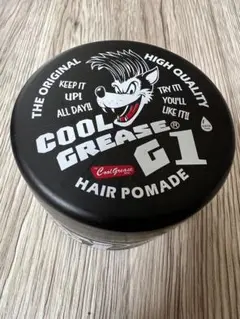 THE ORIGINAL HIGH QUALITY
KEEP IT
UP!
ALL DAY!!
TRY IT!
YOU'LL
LIKE IT!!
COOL
GREASE®
G1
Cool Grease
HAIR POMADE